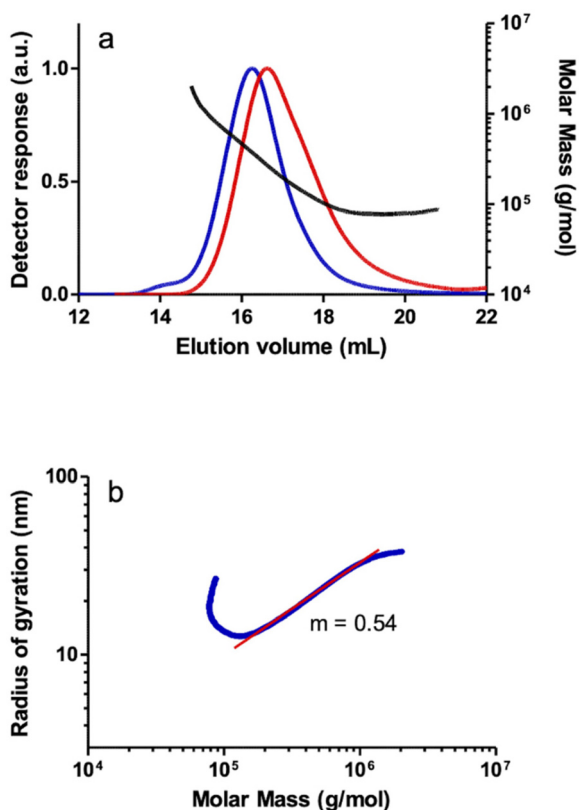 a
Detector response (a.u.)
1.0
0.5
0.0
12 14 16 18 20 22
Elution volume (mL)
10⁷
10⁶
10⁵
10⁴
Molar Mass (g/mol)
b
Radius of gyration (nm)
100
10
m = 0.54
10⁴ 10⁵ 10⁶ 10⁷
Molar Mass (g/mol)